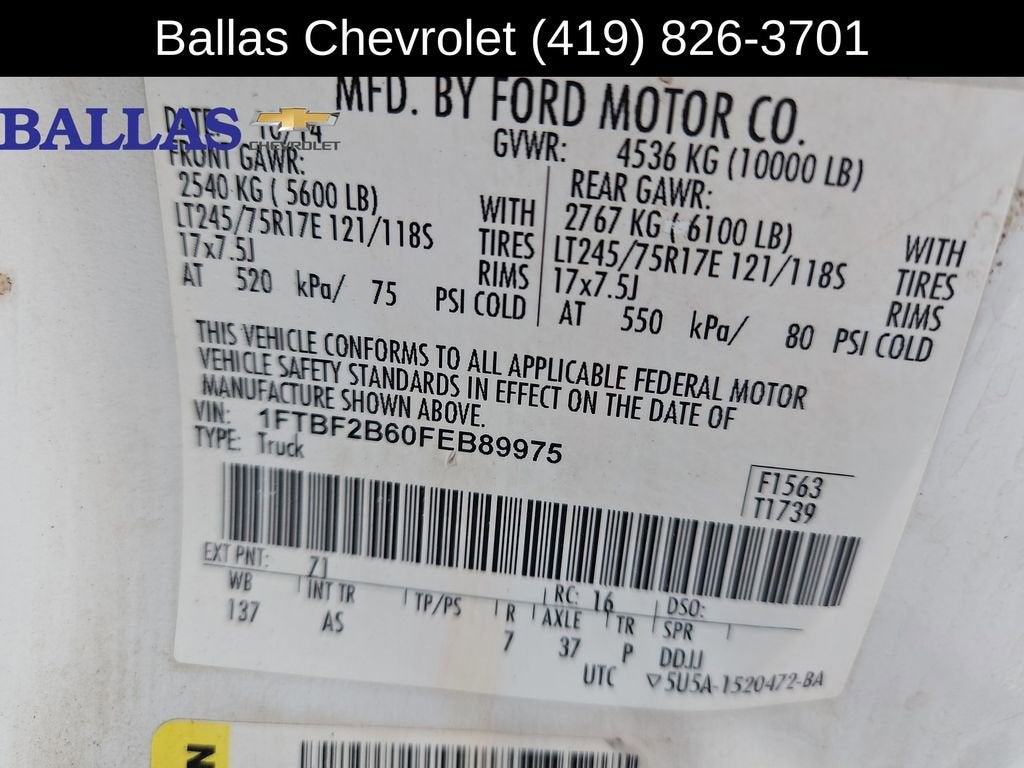 Ballas Chevrolet (419) 826-3701
BALLAS
CHEVROLET
MFD. BY FORD MOTOR CO.
DATE: 10/14
GVWR: 4536 KG (10000 LB)
FRONT GAWR:
2540 KG ( 5600 LB) WITH
LT245/75R17E 121/118S TIRES
17x7.5J RIMS
AT 520 kPa/ 75 PSI COLD
REAR GAWR:
2767 KG ( 6100 LB) WITH
LT245/75R17E 121/118S TIRES
17x7.5J RIMS
AT 550 kPa/ 80 PSI COLD
THIS VEHICLE CONFORMS TO ALL APPLICABLE FEDERAL MOTOR
VEHICLE SAFETY STANDARDS IN EFFECT ON THE DATE OF
MANUFACTURE SHOWN ABOVE.
VIN: 1FTBF2B60FEB89975
TYPE: Truck
F1563
T1739
EXT PNT: Z1 RC: 16 DSO:
WB INT TR TP/PS R AXLE TR SPR
137 AS 7 37 P DDJJ
UTC ▽5U5A-1520472-BA
N